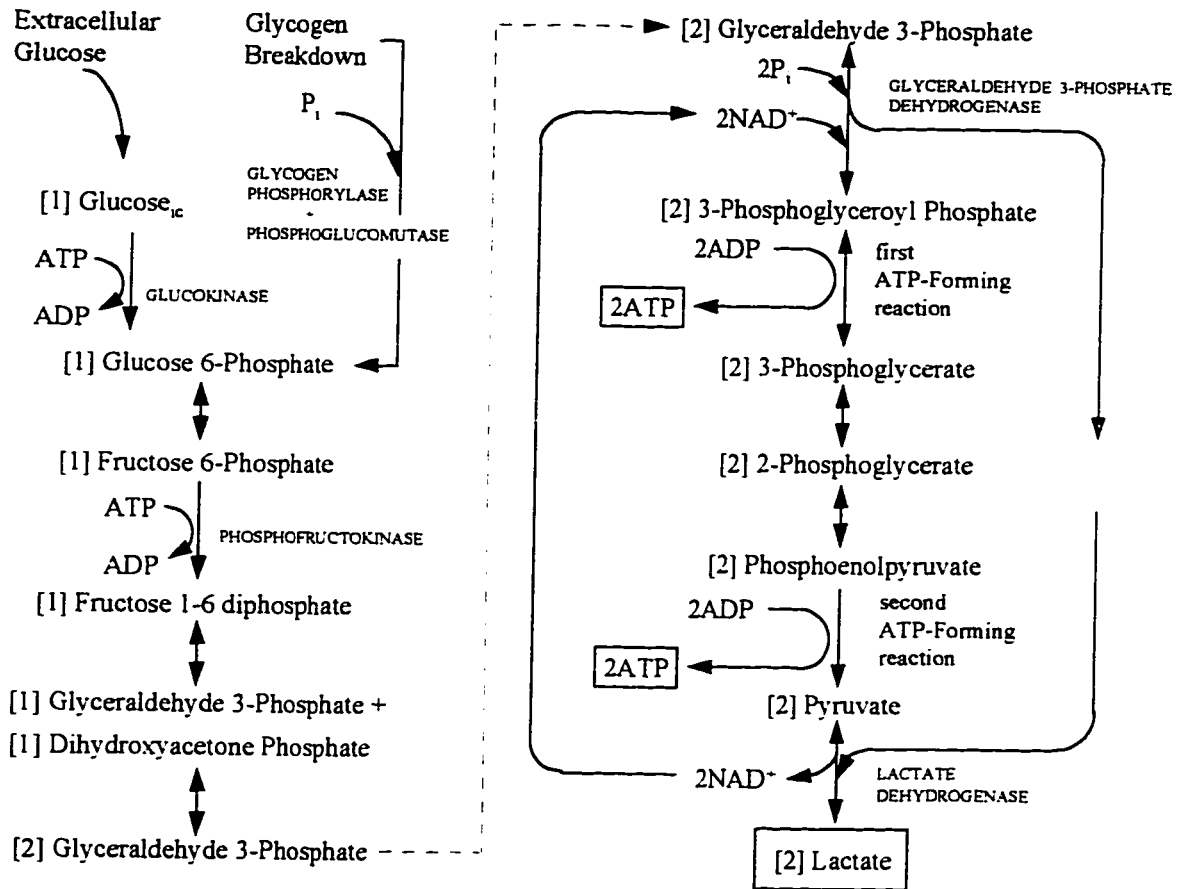 Extracellular
Glucose
Glycogen
Breakdown
Pi
[1] Glucose IC
GLYCOGEN
PHOSPHORYLASE
+
PHOSPHOGLUCOMUTASE
ATP
ADP
GLUCOKINASE
[1] Glucose 6-Phosphate
[1] Fructose 6-Phosphate
ATP
ADP
PHOSPHOFRUCTOKINASE
[1] Fructose 1-6 diphosphate
[1] Glyceraldehyde 3-Phosphate +
[1] Dihydroxyacetone Phosphate
[2] Glyceraldehyde 3-Phosphate
[2] Glyceraldehyde 3-Phosphate
2Pi
GLYCERALDEHYDE 3-PHOSPHATE
DEHYDROGENASE
2NAD+
[2] 3-Phosphoglyceroyl Phosphate
2ADP
first
ATP-Forming
reaction
2ATP
[2] 3-Phosphoglycerate
[2] 2-Phosphoglycerate
[2] Phosphoenolpyruvate
2ADP
second
ATP-Forming
reaction
2ATP
[2] Pyruvate
2NAD+
LACTATE
DEHYDROGENASE
[2] Lactate